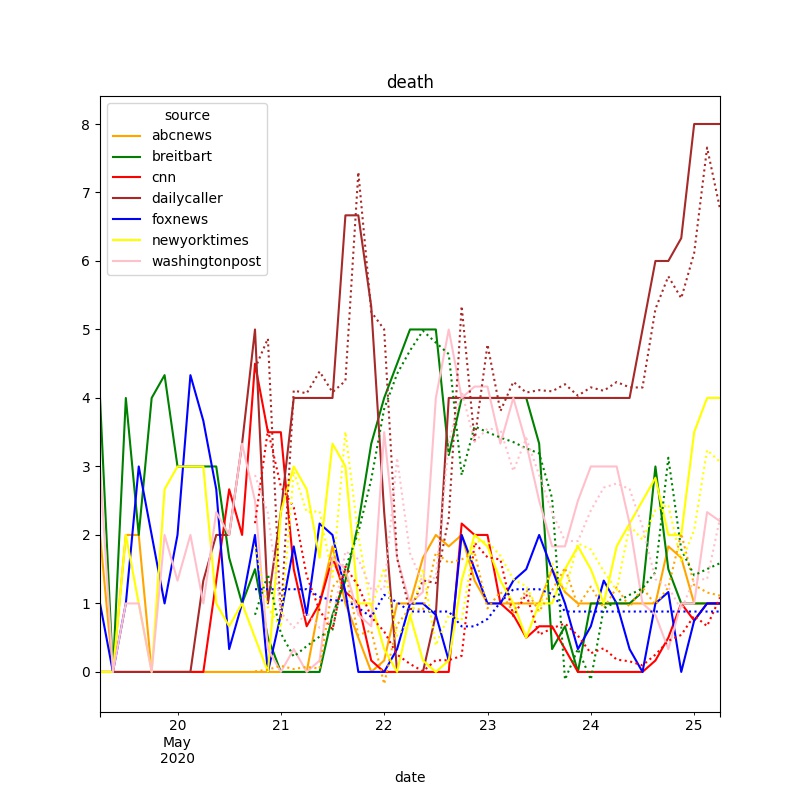 death
source
abcnews
breitbart
cnn
dailycaller
foxnews
newyorktimes
washingtonpost
8
7
6
5
4
3
2
1
0
20 21 22 23 24 25
May
2020
date